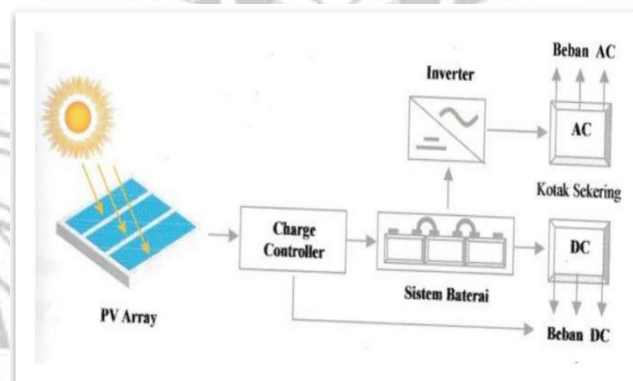 Beban AC
Inverter
AC
Kotak Sekering
Charge
Controller
DC
Sistem Baterai
PV Array
Beban DC